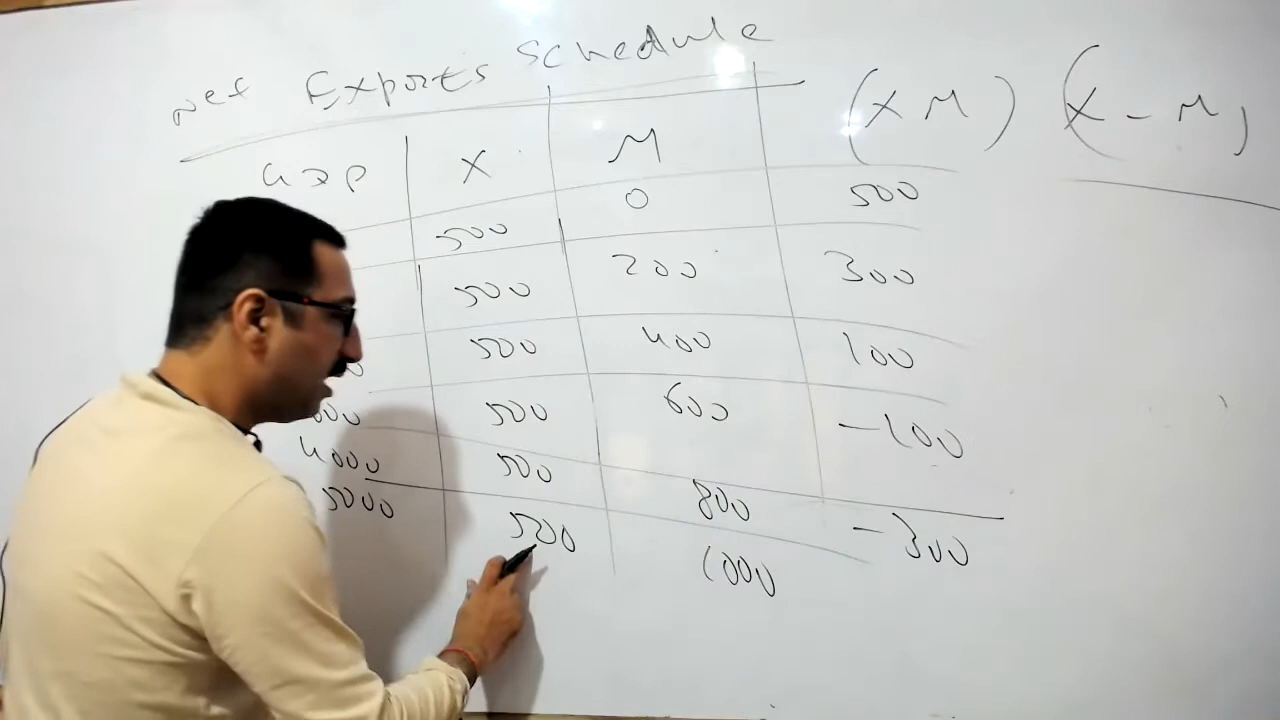 Net Exports Schedule
GDP X M (XM) (X-M)
500 0 500
500 200 300
500 400 100
500 600 -100
4000 500 800 -300
5000 500 1000